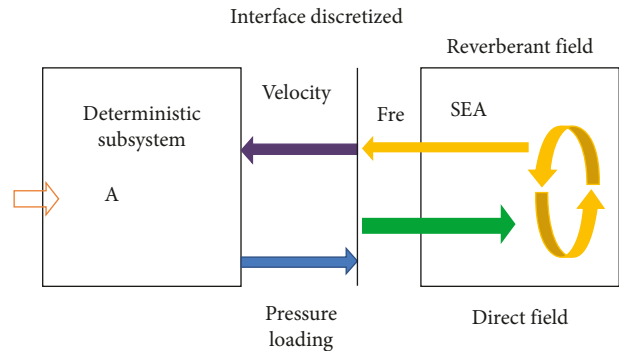 Interface discretized
Reverberant field
Deterministic
subsystem
A
Velocity
Fre
SEA
Pressure
loading
Direct field